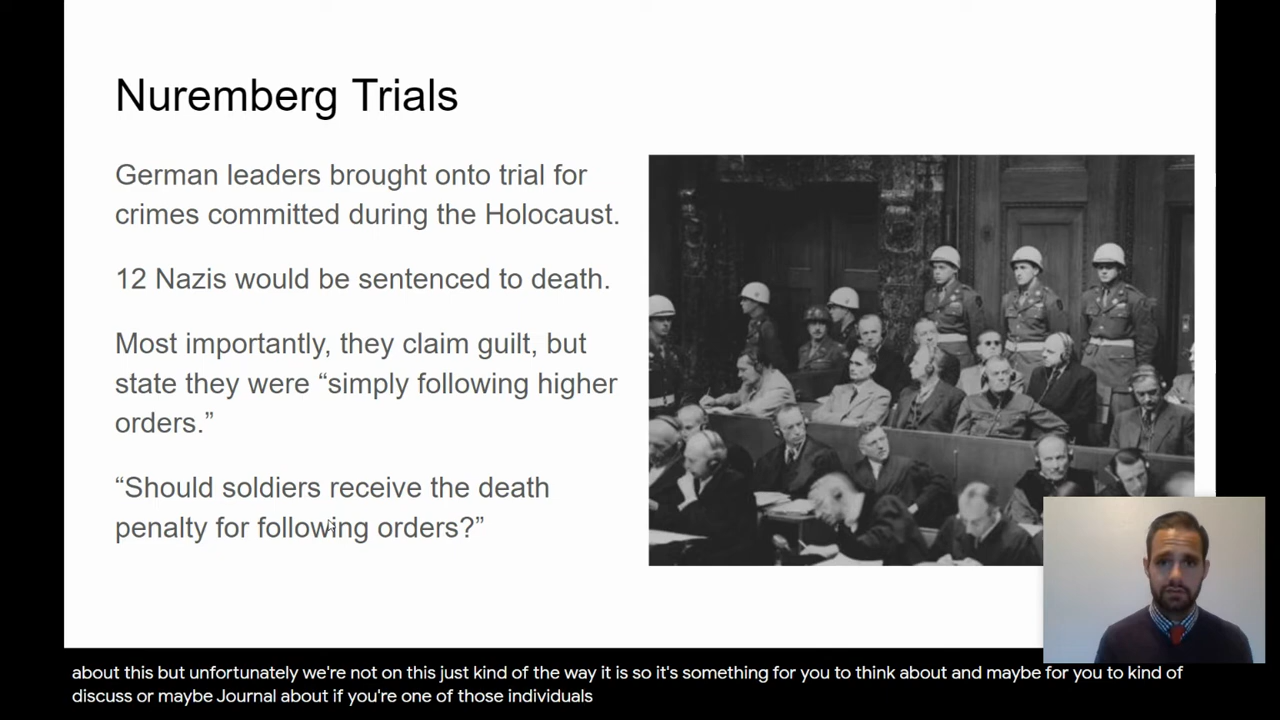 Nuremberg Trials
German leaders brought onto trial for
crimes committed during the Holocaust.
12 Nazis would be sentenced to death.
Most importantly, they claim guilt, but
state they were “simply following higher
orders.”
“Should soldiers receive the death
penalty for following orders?”
about this but unfortunately we're not on this just kind of the way it is so it's something for you to think about and maybe for you to kind of
discuss or maybe Journal about if you're one of those individuals